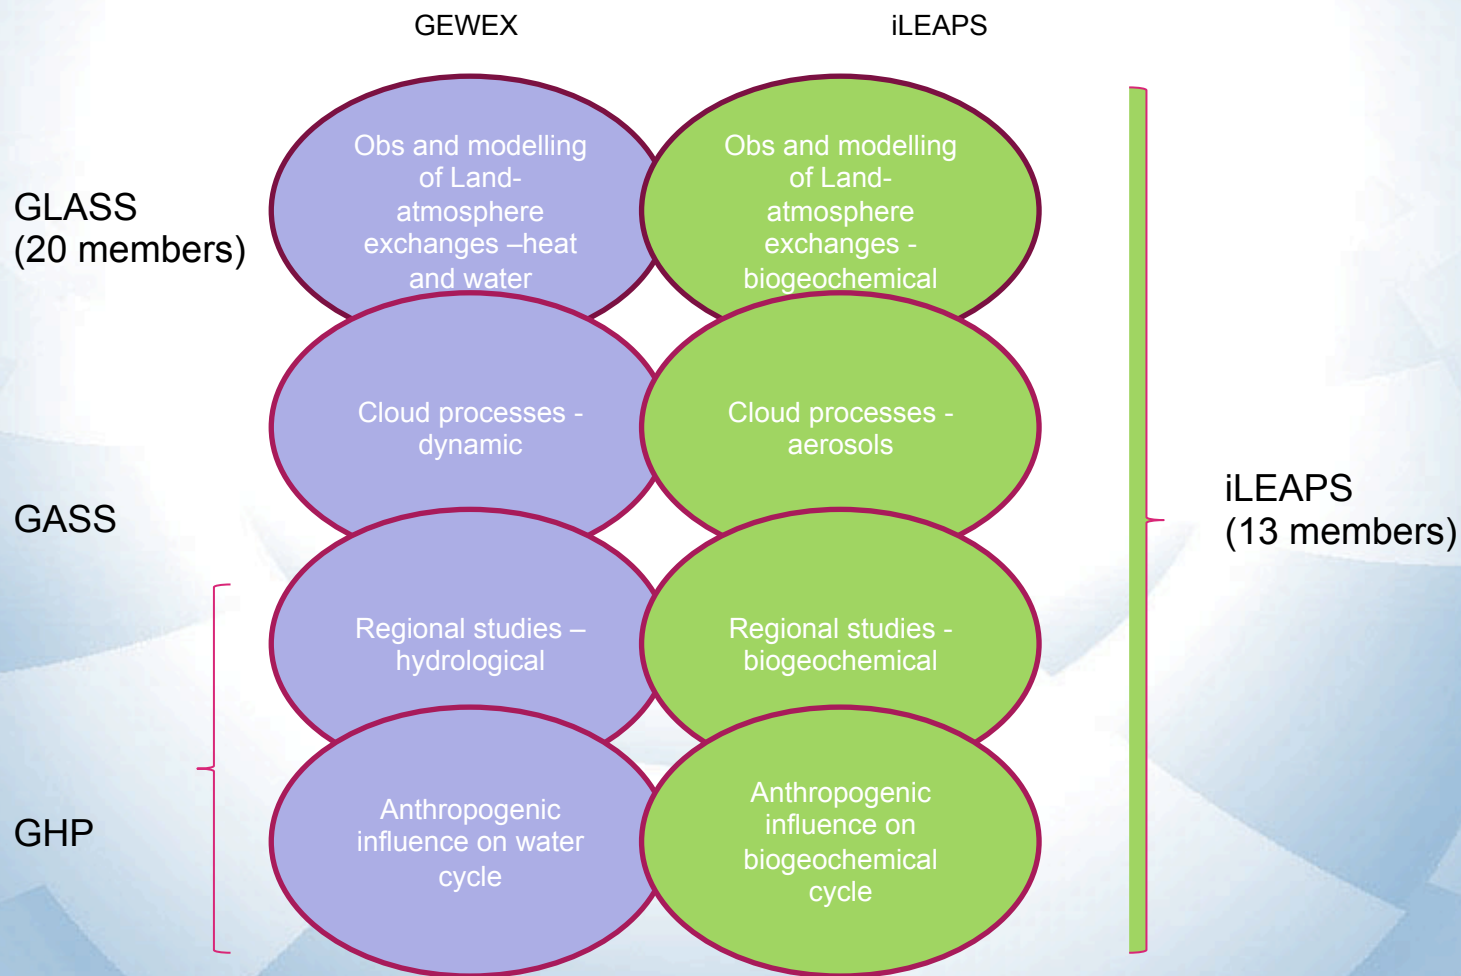 GEWEX
iLEAPS
GLASS
(20 members)
Obs and modelling
of Land-
atmosphere
exchanges –heat
and water
Obs and modelling
of Land-
atmosphere
exchanges -
biogeochemical
Cloud processes -
dynamic
Cloud processes -
aerosols
GASS
iLEAPS
(13 members)
Regional studies –
hydrological
Regional studies -
biogeochemical
GHP
Anthropogenic
influence on water
cycle
Anthropogenic
influence on
biogeochemical
cycle